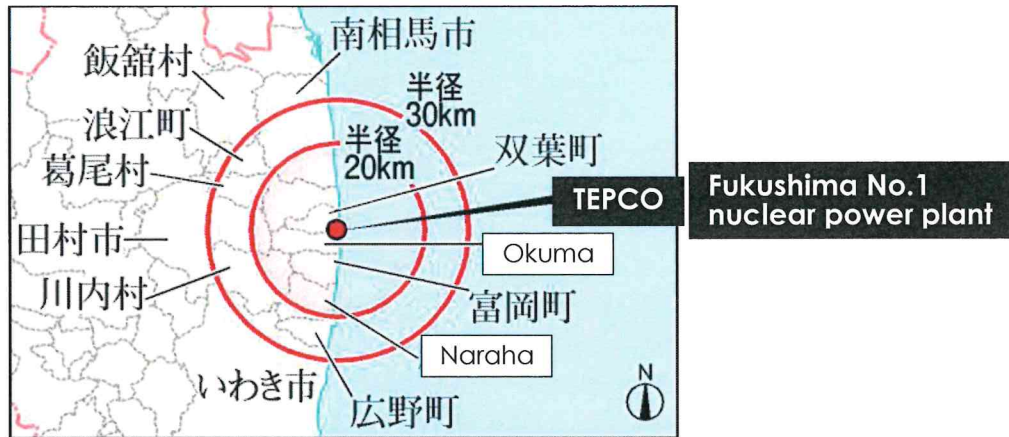 南相馬市
飯舘村
半径
30km
浪江町
半径
20km
双葉町
葛尾村
TEPCO
Fukushima No.1
nuclear power plant
田村市
Okuma
川内村
富岡町
Naraha
いわき市
広野町
N